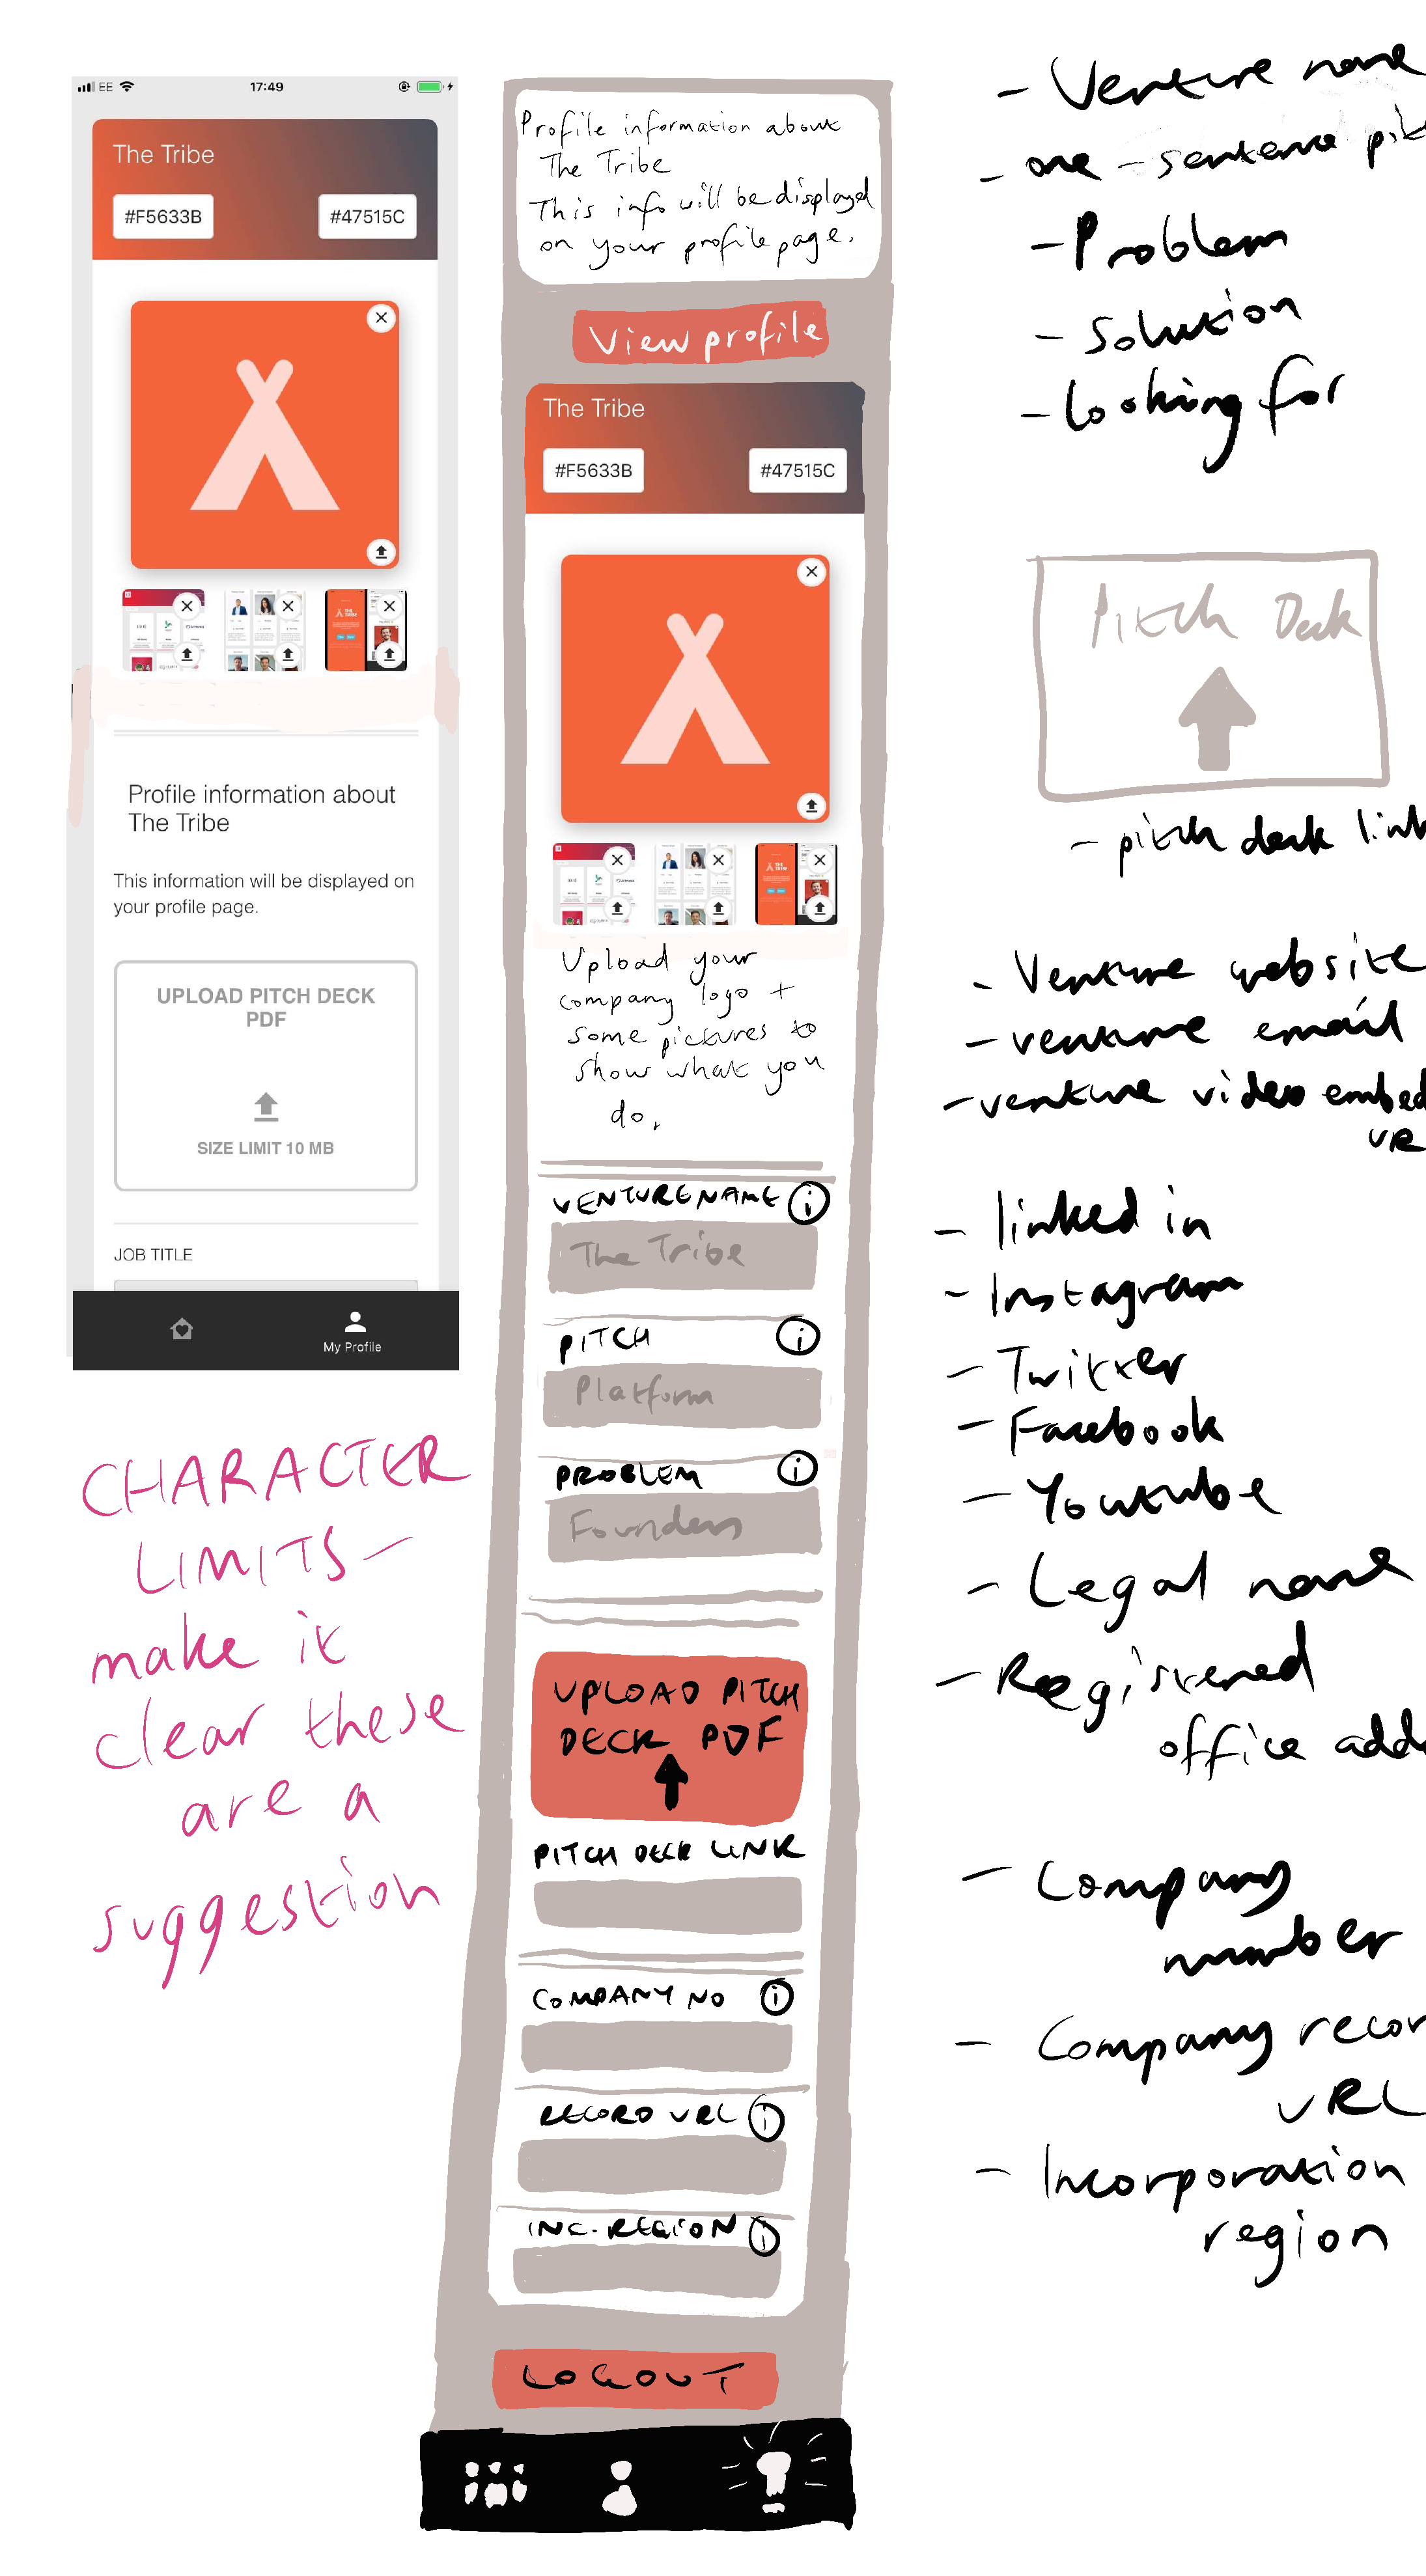 EE 17:49
The Tribe
#F5633B #47515C
Profile information about
The Tribe
This information will be displayed on
your profile page.
UPLOAD PITCH DECK
PDF
SIZE LIMIT 10 MB
JOB TITLE
My Profile
CHARACTER
LIMITS -
make it
clear these
are a
suggestion
Profile information about
The Tribe
This info will be displayed
on your profile page.
View profile
The Tribe
#F5633B #47515C
Upload your
company logo +
some pictures to
show what you
do.
VENTURE NAME i
The Tribe
PITCH i
Platform
PROBLEM i
Founders
UPLOAD PITCH
DECK PDF
PITCH DECK LINK
COMPANY NO i
RECORD URL i
INC. REGION i
LOGOUT
- Venture name
- one - sentence pit
- Problem
- Solution
- looking for
Pitch Deck
- pitch deck link
- Venture website
- venture email
- venture video embed
UR
- linked in
- Instagram
- Twitter
- Facebook
- Youtube
- Legal name
- Registered
office add
- Company
number
- Company recor
URL
- Incorporation
region